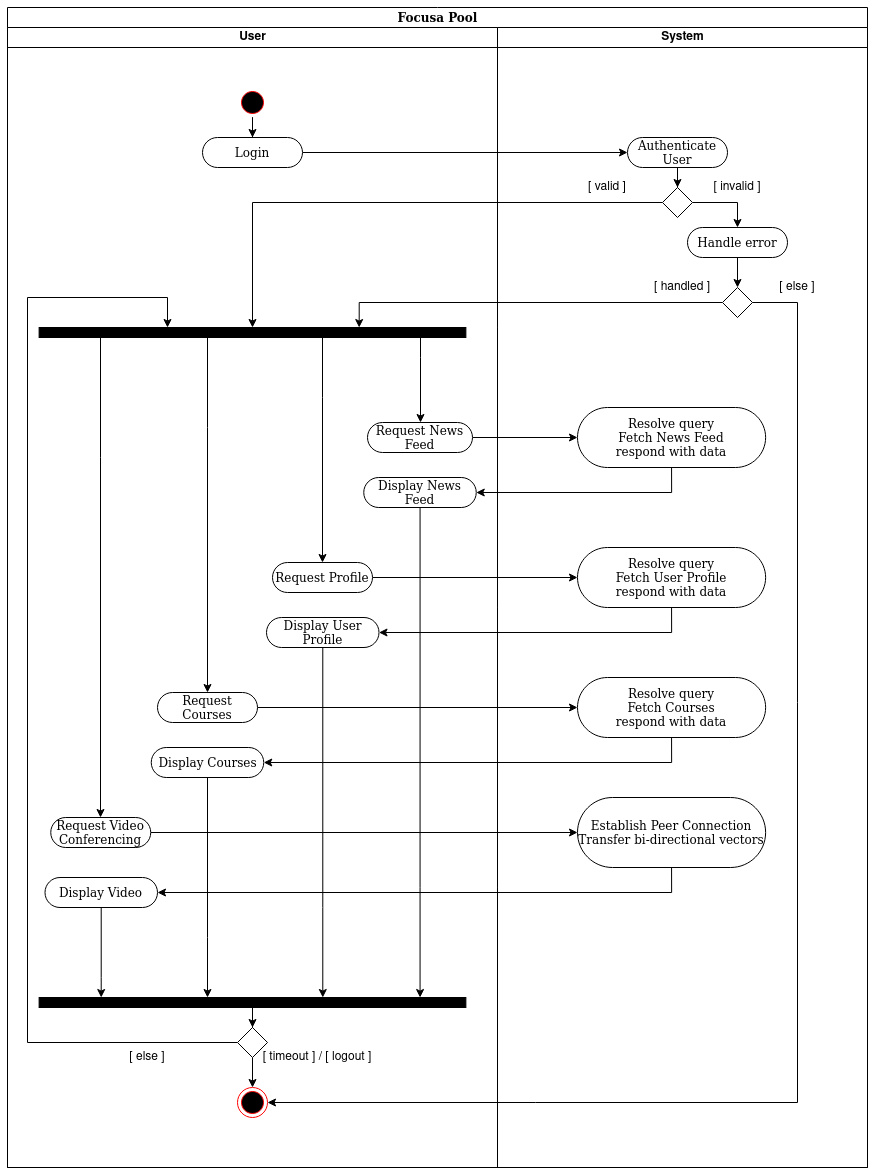 Focusa Pool
User
System
Login
Authenticate
User
[ valid ]
[ invalid ]
Handle error
[ handled ]
[ else ]
Request News
Feed
Resolve query
Fetch News Feed
respond with data
Display News
Feed
Request Profile
Resolve query
Fetch User Profile
respond with data
Display User
Profile
Request
Courses
Resolve query
Fetch Courses
respond with data
Display Courses
Request Video
Conferencing
Establish Peer Connection
Transfer bi-directional vectors
Display Video
[ else ]
[ timeout ] / [ logout ]